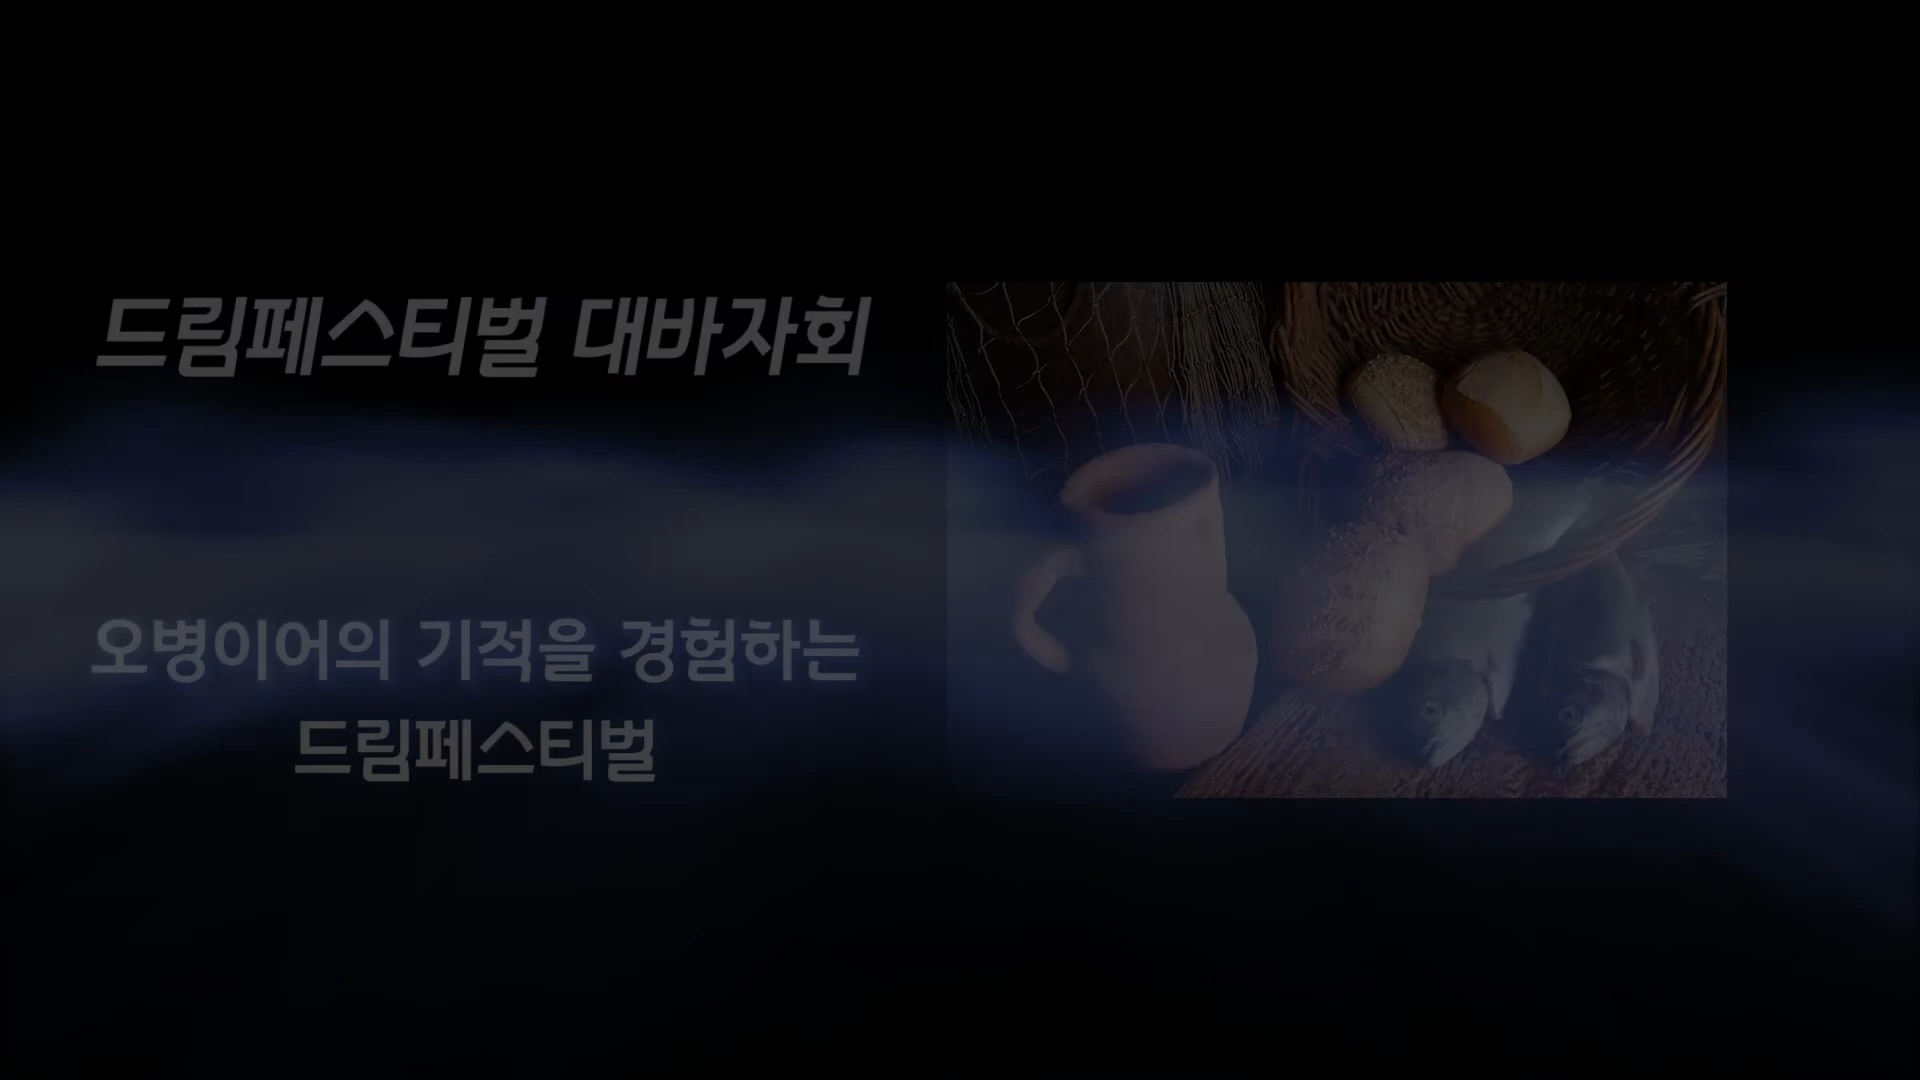 드림페스티벌 대바자회
오병이어의 기적을 경험하는
드림페스티벌